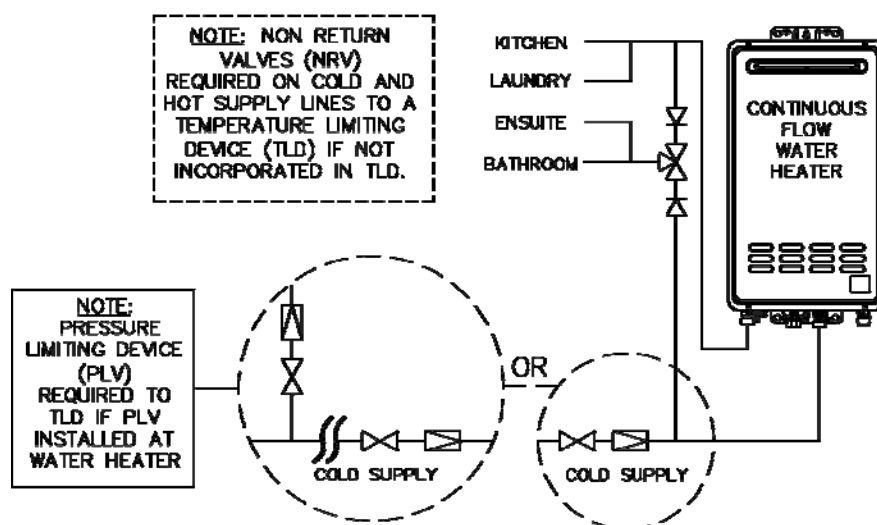 NOTE: NON RETURN
VALVES (NRV)
REQUIRED ON COLD AND
HOT SUPPLY LINES TO A
TEMPERATURE LIMITING
DEVICE (TLD) IF NOT
INCORPORATED IN TLD.
KITCHEN
LAUNDRY
ENSUITE
BATHROOM
CONTINUOUS
FLOW
WATER
HEATER
NOTE:
PRESSURE
LIMITING DEVICE
(PLV)
REQUIRED TO
TLD IF PLV
INSTALLED AT
WATER HEATER
OR
COLD SUPPLY
COLD SUPPLY